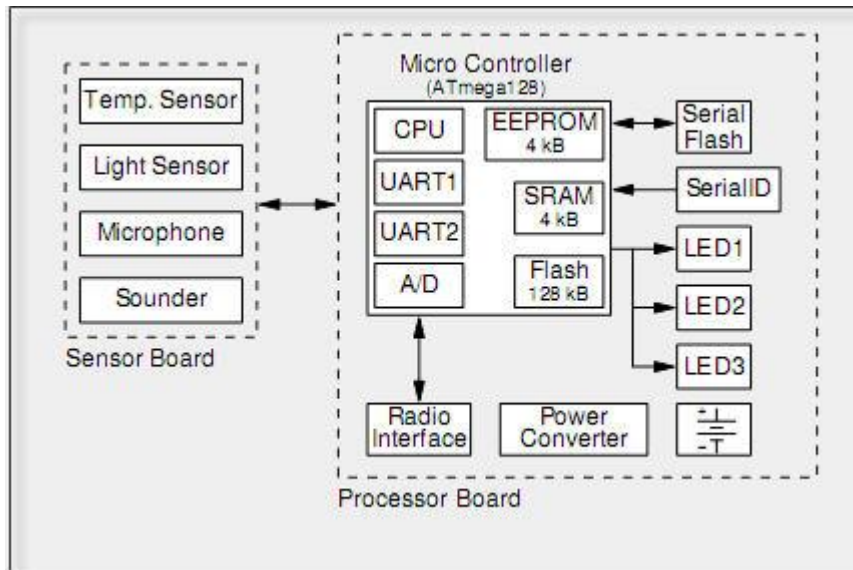 Temp. Sensor
Light Sensor
Microphone
Sounder
Sensor Board
Micro Controller
(ATmega128)
CPU
UART1
UART2
A/D
EEPROM
4 kB
SRAM
4 kB
Flash
128 kB
Serial
Flash
SerialID
LED1
LED2
LED3
Radio
Interface
Power
Converter
+
-
Processor Board